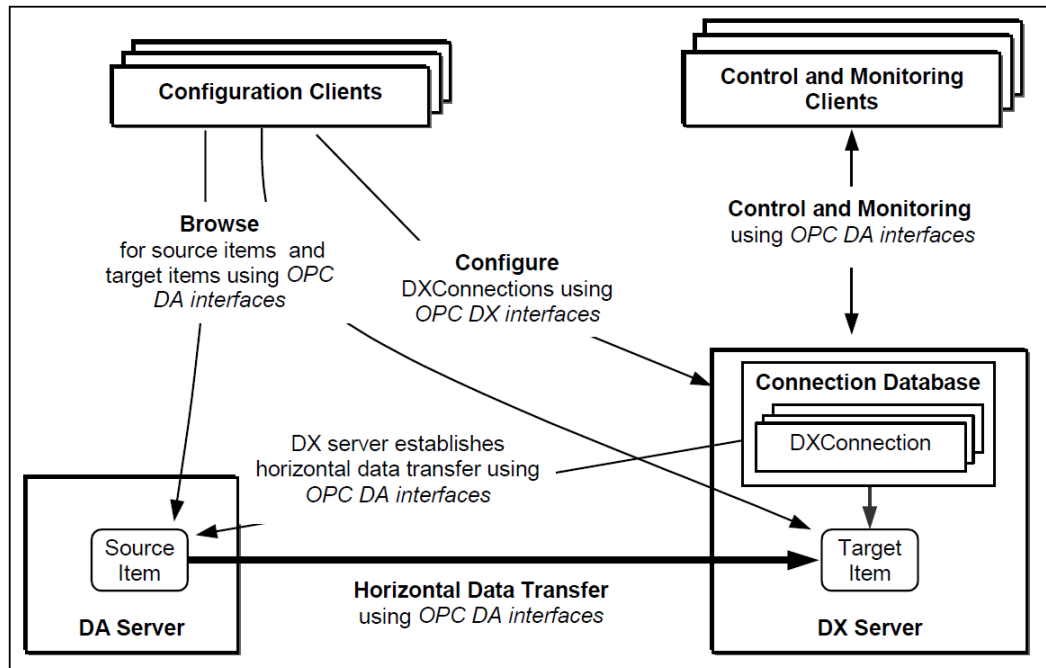 Configuration Clients
Control and Monitoring
Clients
Browse
for source items and
target items using OPC
DA interfaces
Configure
DXConnections using
OPC DX interfaces
Control and Monitoring
using OPC DA interfaces
Connection Database
DXConnection
DX server establishes
horizontal data transfer using
OPC DA interfaces
Source
Item
Target
Item
Horizontal Data Transfer
using OPC DA interfaces
DA Server
DX Server